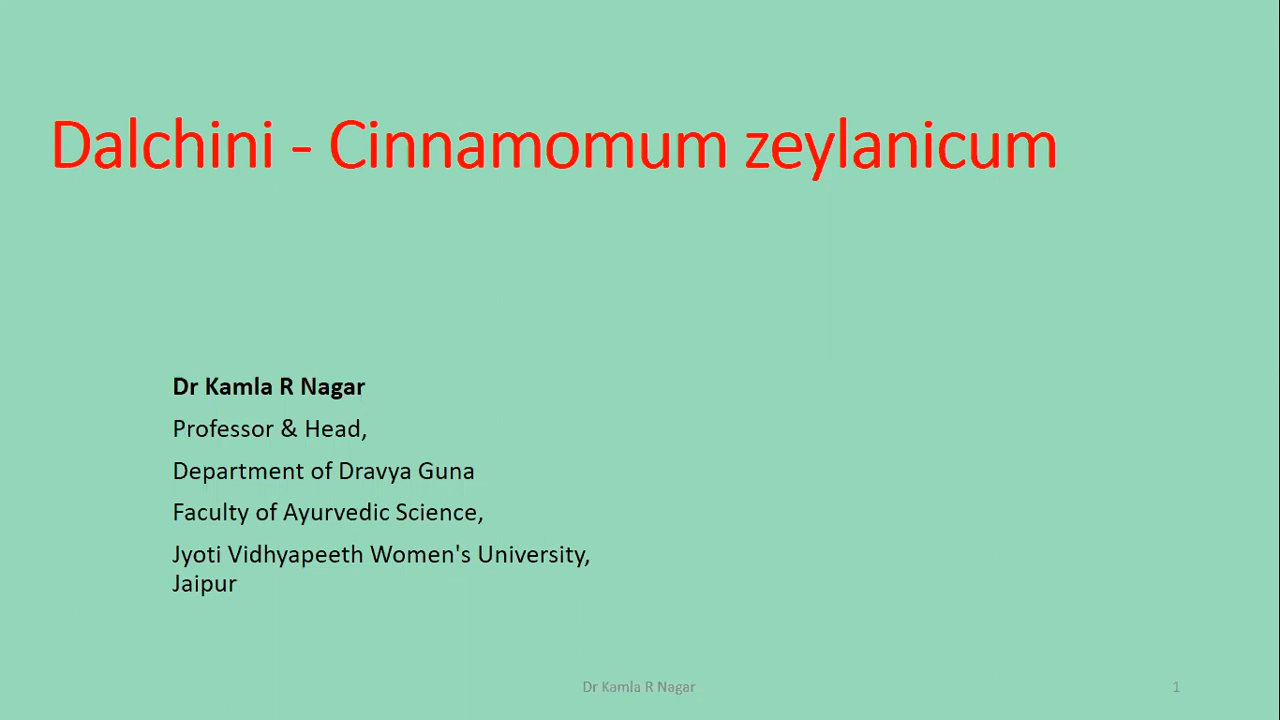 Dalchini - Cinnamomum zeylanicum
Dr Kamla R Nagar
Professor & Head,
Department of Dravya Guna
Faculty of Ayurvedic Science,
Jyoti Vidhyapeeth Women's University,
Jaipur
Dr Kamla R Nagar
1